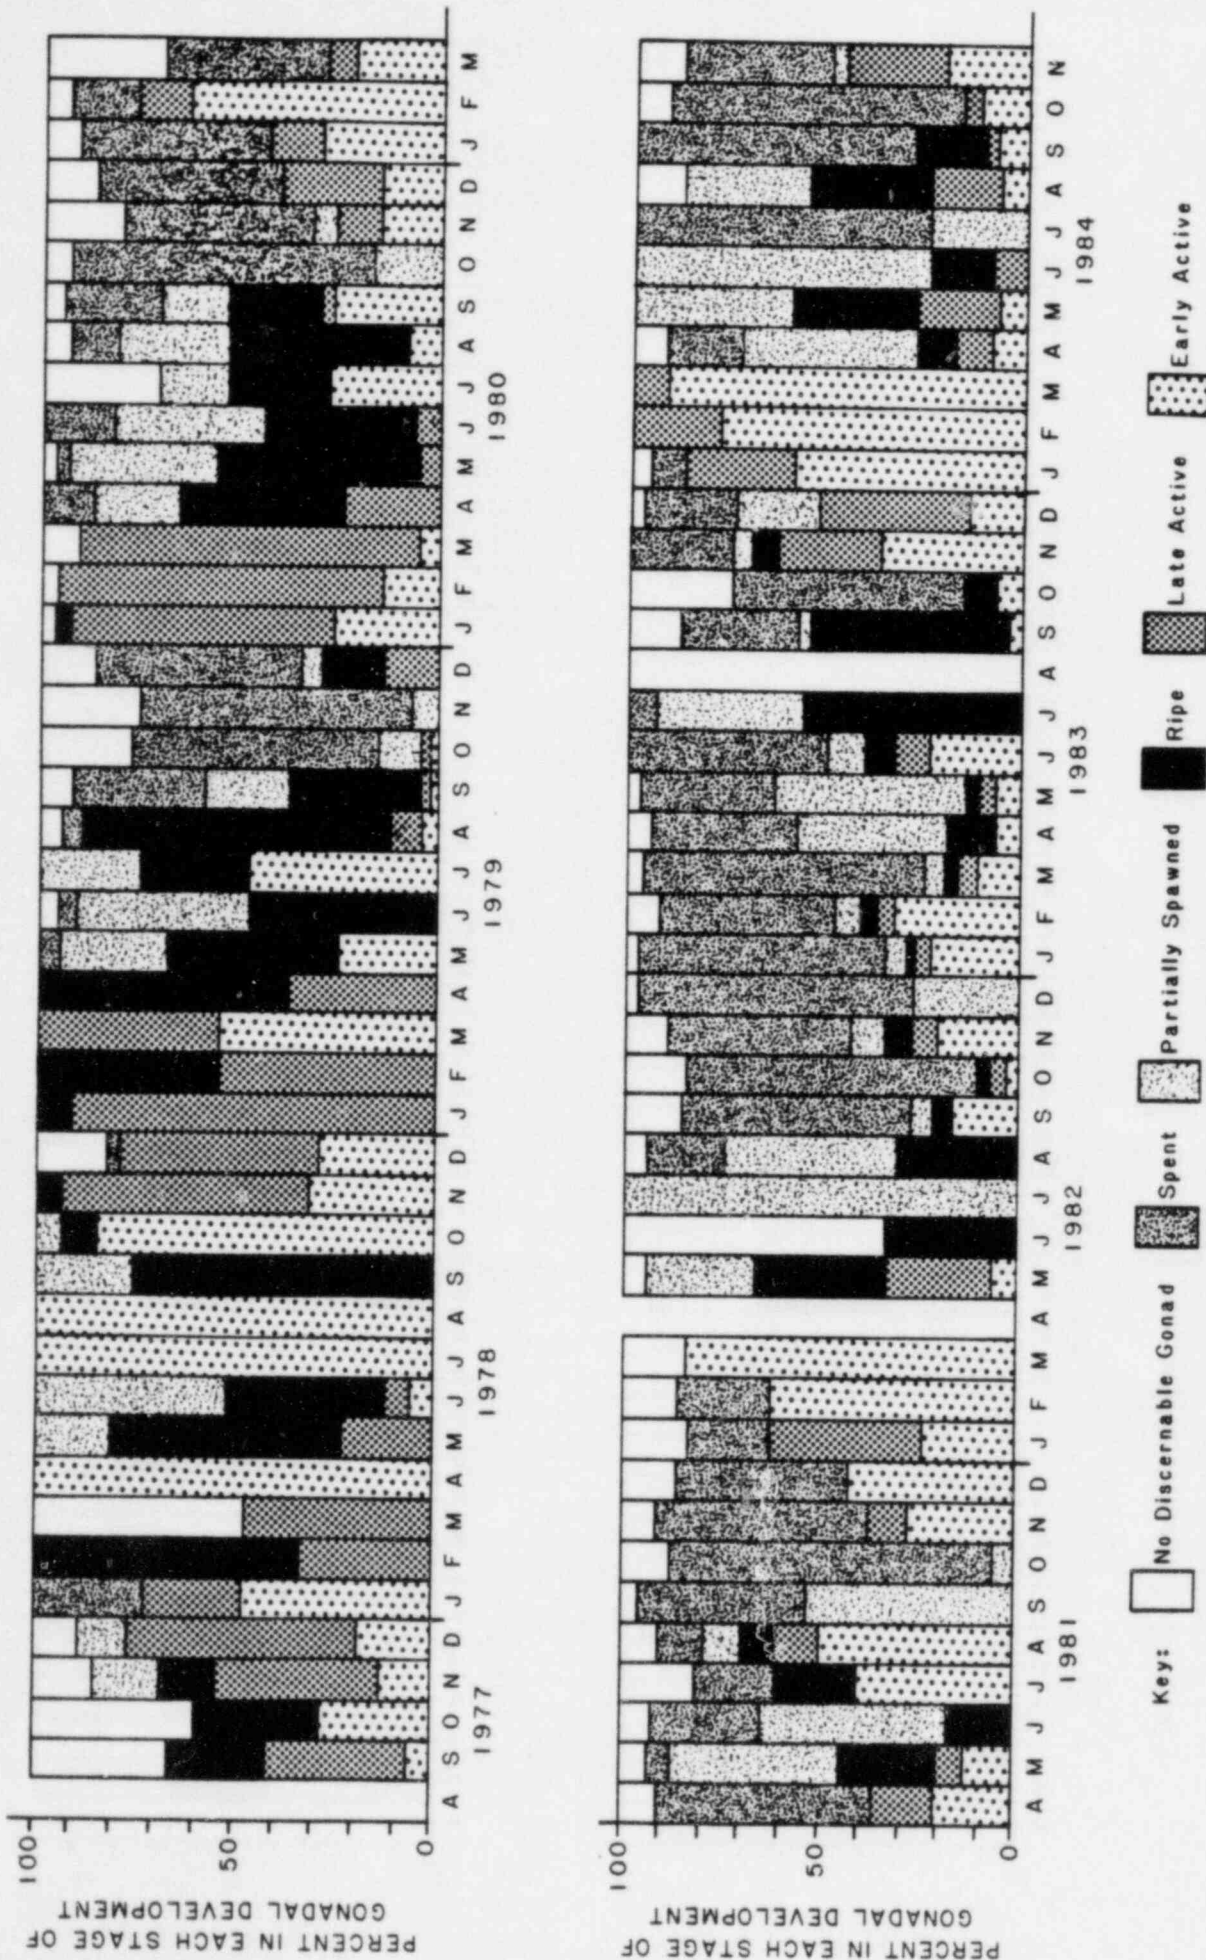 PERCENT IN EACH STAGE OF
GONADAL DEVELOPMENT
100
50
0
A S O N D J F M A M J J A S O N D J F M A M J J A S O N D J F M A M J J A S O N D J F M
1977 1978 1979 1980
PERCENT IN EACH STAGE OF
GONADAL DEVELOPMENT
100
50
0
A M J J A S O N D J F M A M J J A S O N D J F M A M J J A S O N D J F M A M J J A S O N
1981 1982 1983 1984
Key: No Discernable Gonad Spent Partially Spawned Ripe Late Active Early Active